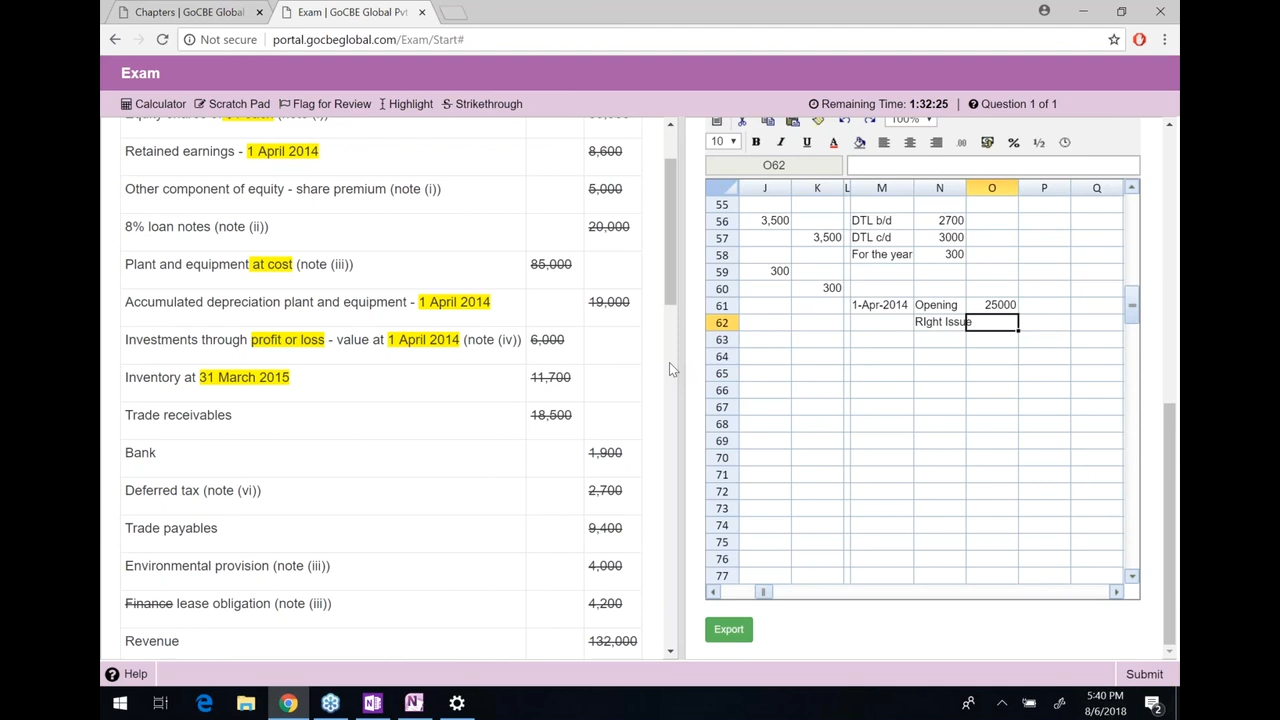 Chapters | GoCBE Global
Exam | GoCBE Global Pvt
Not secure
portal.gocbeglobal.com/Exam/Start#
Exam
Calculator Scratch Pad Flag for Review Highlight Strikethrough Remaining Time: 1:32:25 Question 1 of 1
Retained earnings - 1 April 2014 8,600
Other component of equity - share premium (note (i)) 5,000
8% loan notes (note (ii)) 20,000
Plant and equipment at cost (note (iii)) 85,000
Accumulated depreciation plant and equipment - 1 April 2014 19,000
Investments through profit or loss - value at 1 April 2014 (note (iv)) 6,000
Inventory at 31 March 2015 11,700
Trade receivables 18,500
Bank 1,900
Deferred tax (note (vi)) 2,700
Trade payables 9,400
Environmental provision (note (iii)) 4,000
Finance lease obligation (note (iii)) 4,200
Revenue 132,000
100%
10 B I U A % 1/2
O62
J K L M N O P Q
55
56 3,500 DTL b/d 2700
57 3,500 DTL c/d 3000
58 For the year 300
59 300
60 300
61 1-Apr-2014 Opening 25000
62 RIght Issue
63
64
65
66
67
68
69
70
71
72
73
74
75
76
77
Export
Help
Submit
5:40 PM
8/6/2018
2